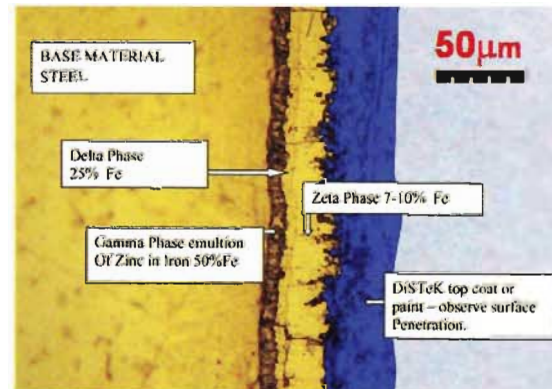 BASE MATERIAL
STEEL
50µm
Delta Phase
25% Fe
Zeta Phase 7-10% Fe
Gamma Phase emultion
Of Zinc in Iron 50%Fe
DiSTeK top coat or
paint – observe surface
Penetration.